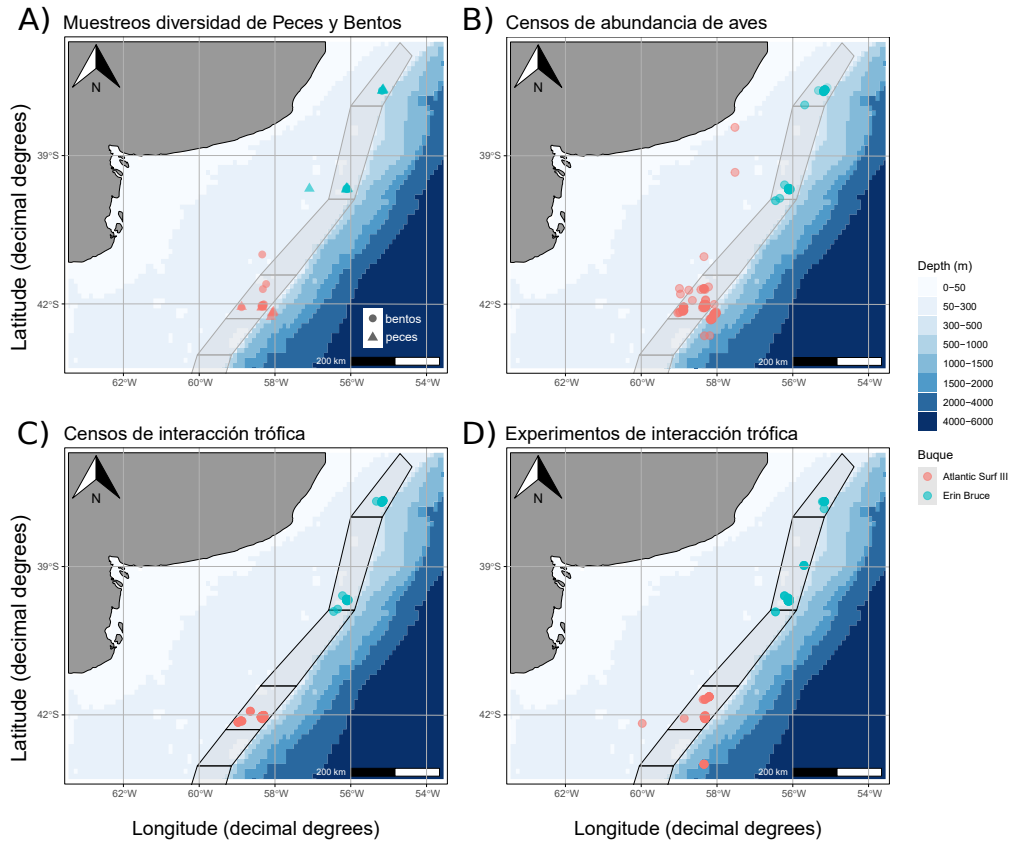 A) Muestreos diversidad de Peces y Bentos
B) Censos de abundancia de aves
N
N
Latitude (decimal degrees)
39°S
42°S
bentos
peces
200 km
62°W 60°W 58°W 56°W 54°W
39°S
42°S
200 km
62°W 60°W 58°W 56°W 54°W
Depth (m)
0−50
50−300
300−500
500−1000
1000−1500
1500−2000
2000−4000
4000−6000
Buque
Atlantic Surf III
Erin Bruce
C) Censos de interacción trófica
D) Experimentos de interacción trófica
N
N
Latitude (decimal degrees)
39°S
42°S
200 km
62°W 60°W 58°W 56°W 54°W
39°S
42°S
200 km
62°W 60°W 58°W 56°W 54°W
Longitude (decimal degrees)
Longitude (decimal degrees)